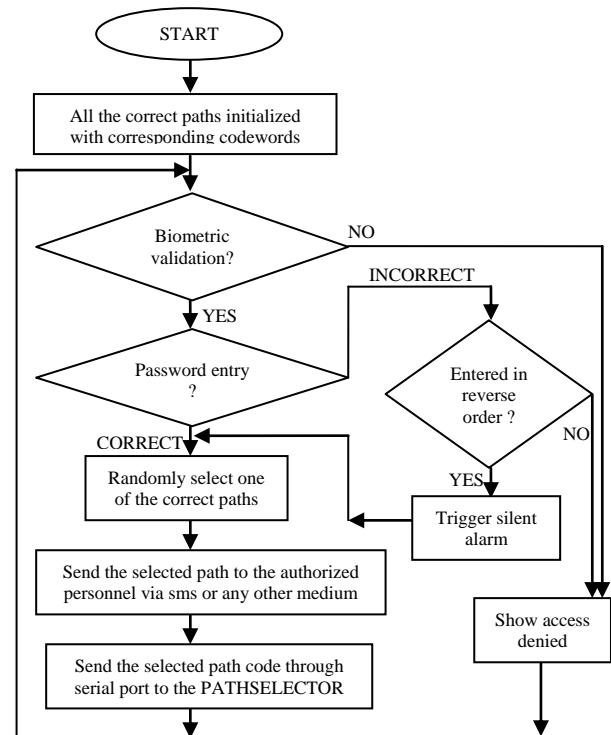 START
All the correct paths initialized
with corresponding codewords
Biometric
validation?
NO
YES
INCORRECT
Password entry
?
Entered in
reverse
order ?
NO
CORRECT
YES
Randomly select one
of the correct paths
Trigger silent
alarm
Send the selected path to the authorized
personnel via sms or any other medium
Show access
denied
Send the selected path code through
serial port to the PATHSELECTOR